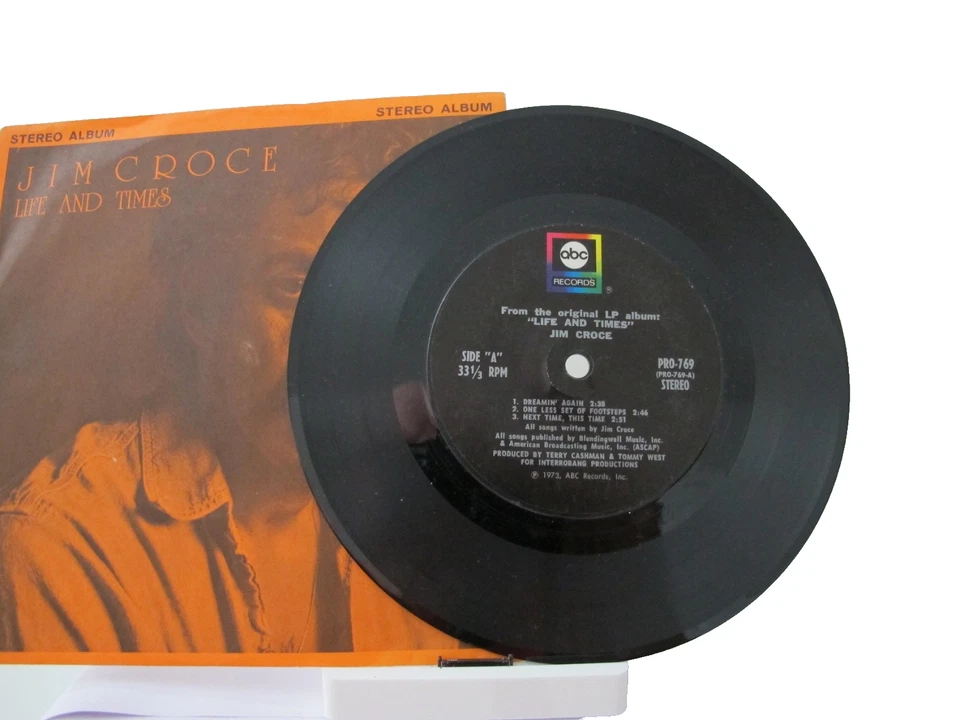 STEREO ALBUM
STEREO ALBUM
JIM CROCE
LIFE AND TIMES
abc
RECORDS
®
From the original LP album:
"LIFE AND TIMES"
JIM CROCE
SIDE "A"
33 1/3 RPM
PRO-769
(PRO-769-A)
STEREO
1. DREAMIN' AGAIN 2:38
2. ONE LESS SET OF FOOTSTEPS 2:46
3. NEXT TIME, THIS TIME 2:51
All songs written by Jim Croce
All songs published by Blendingwell Music, Inc.
& American Broadcasting Music, Inc. (ASCAP)
PRODUCED BY TERRY CASHMAN & TOMMY WEST
FOR INTERROBANG PRODUCTIONS
℗ 1973, ABC Records, Inc.